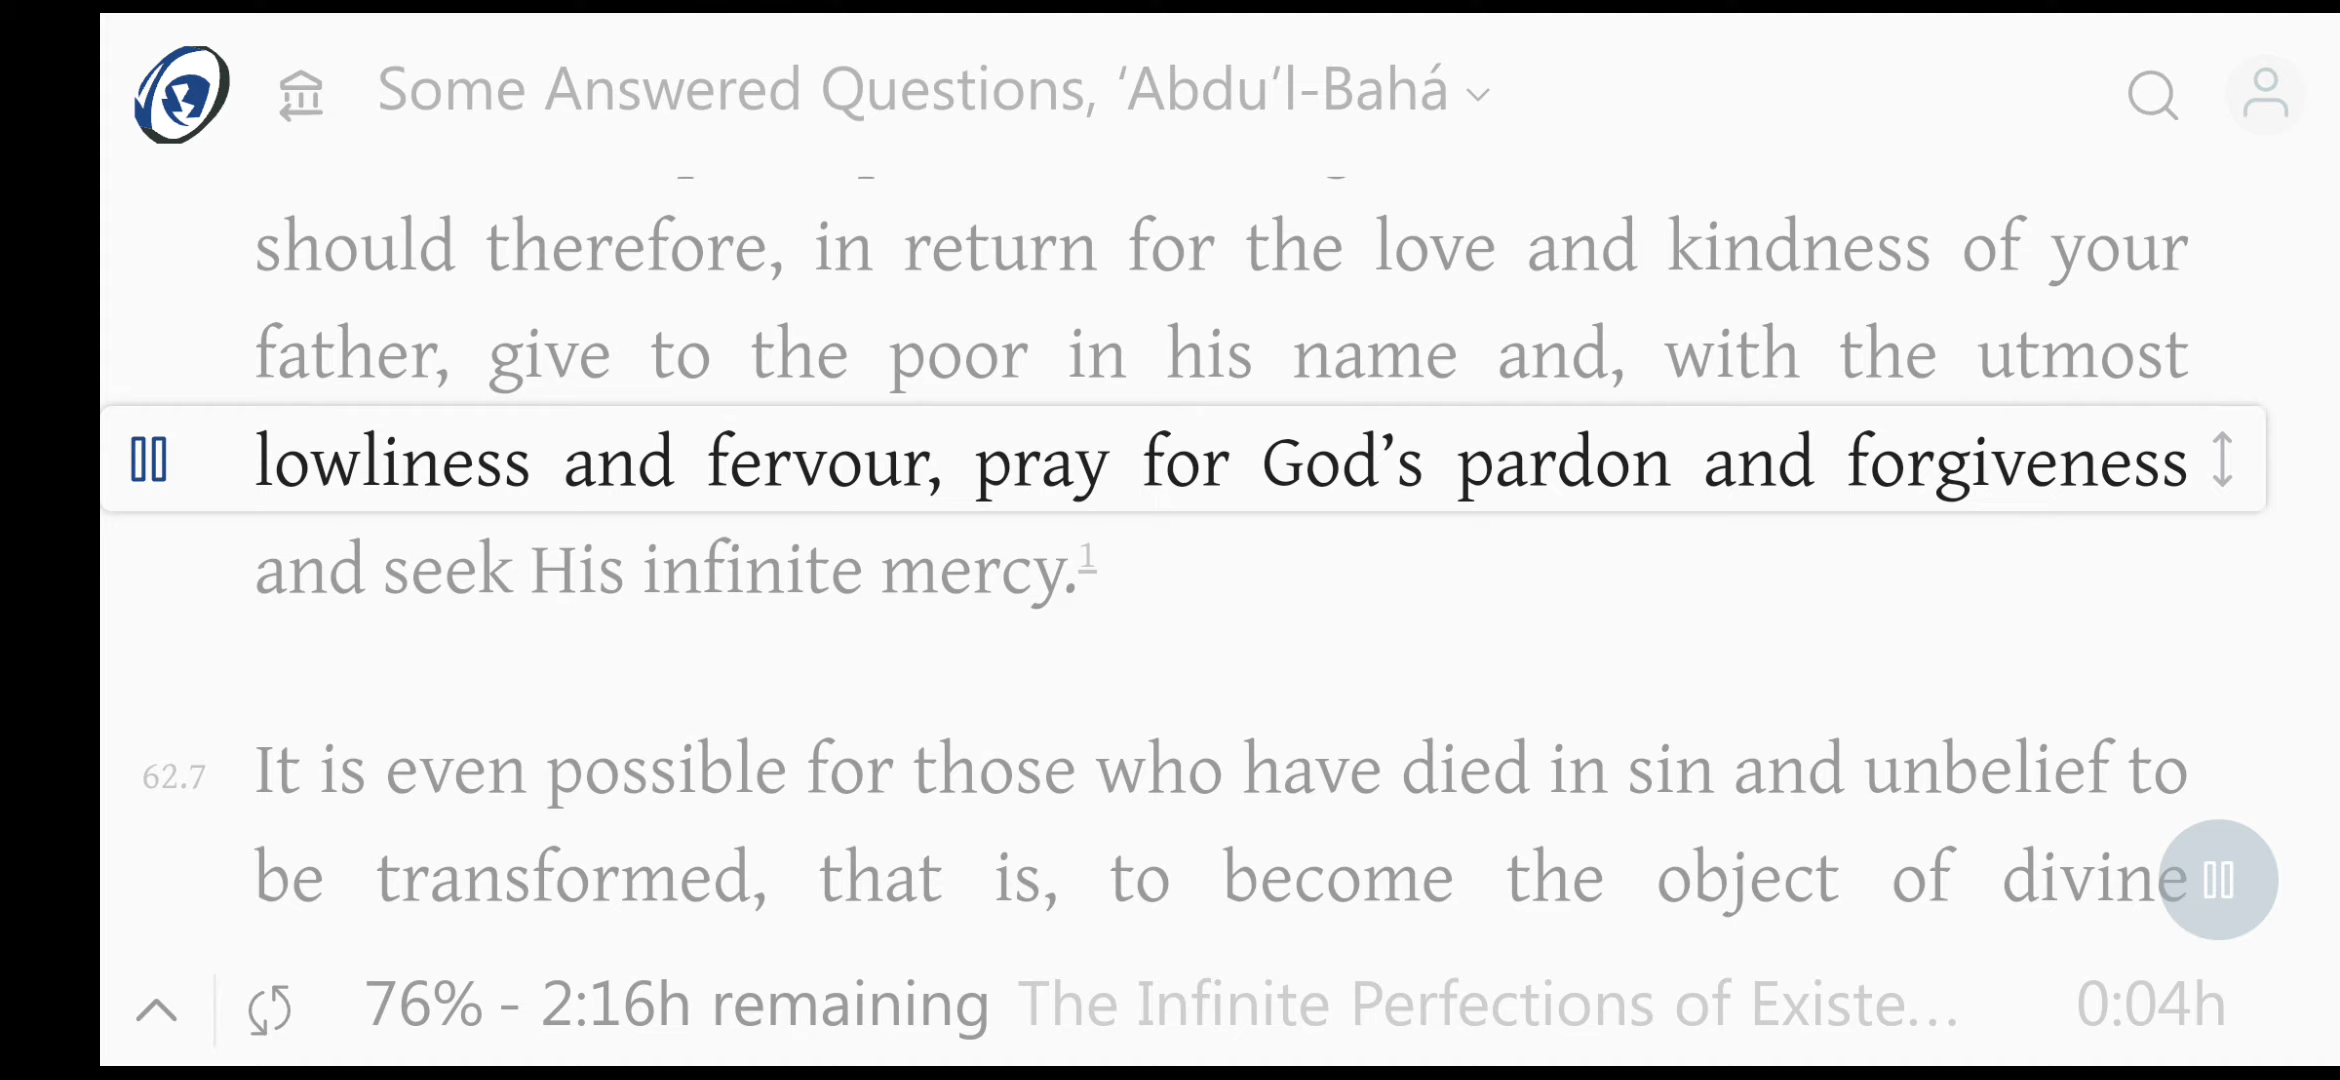 Some Answered Questions, ‘Abdu’l-Bahá
should therefore, in return for the love and kindness of your
father, give to the poor in his name and, with the utmost
lowliness and fervour, pray for God’s pardon and forgiveness
and seek His infinite mercy.1
62.7 It is even possible for those who have died in sin and unbelief to
be transformed, that is, to become the object of divine
76% - 2:16h remaining The Infinite Perfections of Existe… 0:04h